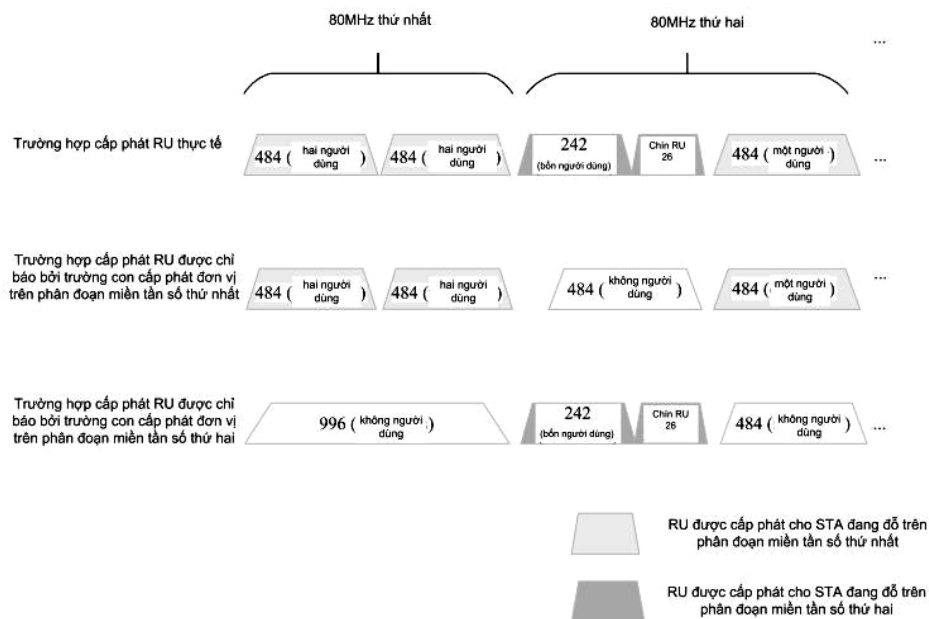 80MHz thứ nhất
80MHz thứ hai
...
Trường hợp cấp phát RU thực tế
484 ( hai người dùng )
484 ( hai người dùng )
242
(bốn người dùng)
Chín RU
26
484 ( một người dùng )
...
Trường hợp cấp phát RU được chỉ
báo bởi trường con cấp phát đơn vị
trên phân đoạn miền tần số thứ nhất
484 ( hai người dùng )
484 ( hai người dùng )
484 ( không người dùng )
484 ( một người dùng )
...
Trường hợp cấp phát RU được chỉ
báo bởi trường con cấp phát đơn vị
trên phân đoạn miền tần số thứ hai
996 ( không người dùng )
242
(bốn người dùng)
Chín RU
26
484 ( không người dùng )
...
RU được cấp phát cho STA đang đỗ trên
phân đoạn miền tần số thứ nhất
RU được cấp phát cho STA đang đỗ trên
phân đoạn miền tần số thứ hai